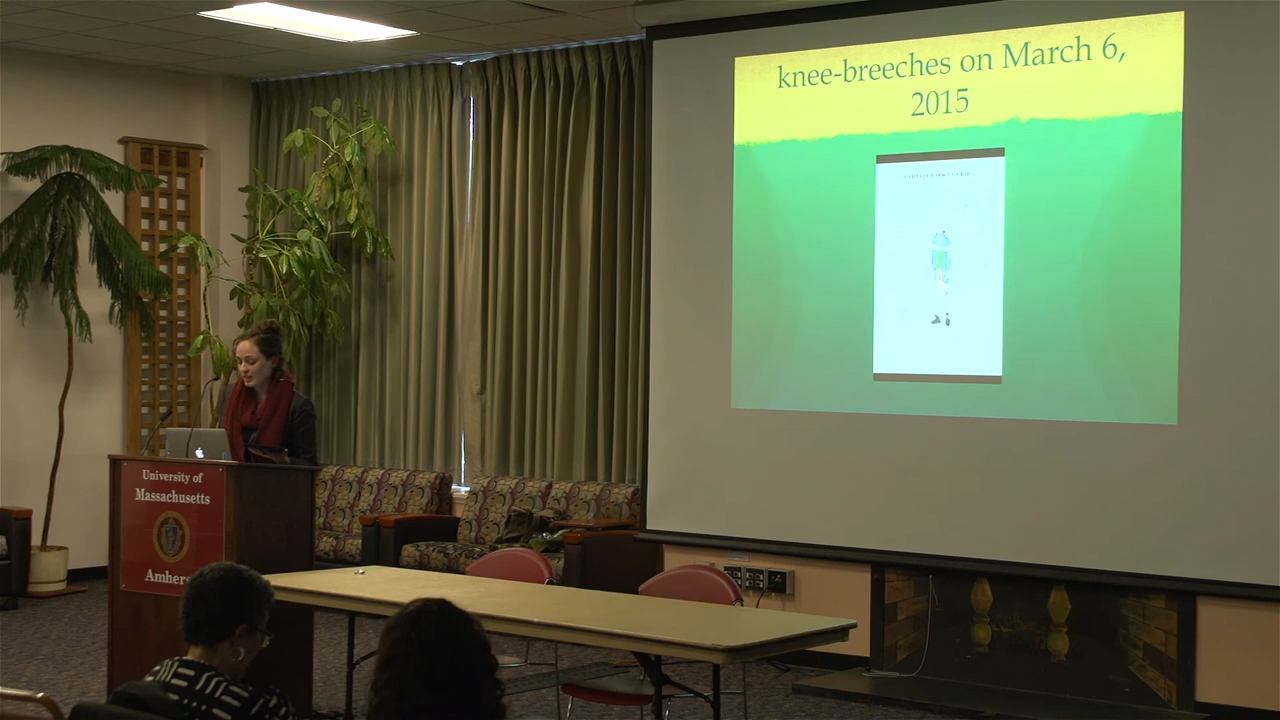 knee-breeches on March 6,
2015
University of
Massachusetts
Amherst